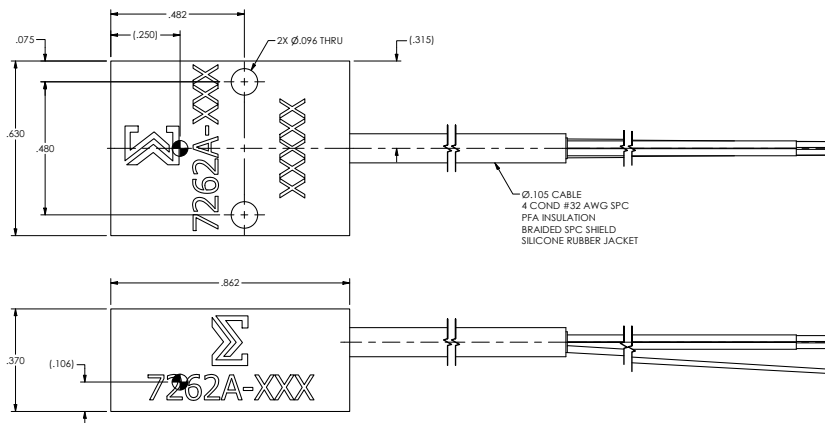 .482
(.250)
.075
2X Ø.096 THRU
(.315)
.630
.480
7262A-XXX
XXXXX
Ø.105 CABLE
4 COND #32 AWG SPC
PFA INSULATION
BRAIDED SPC SHIELD
SILICONE RUBBER JACKET
.862
.370
(.106)
7262A-XXX